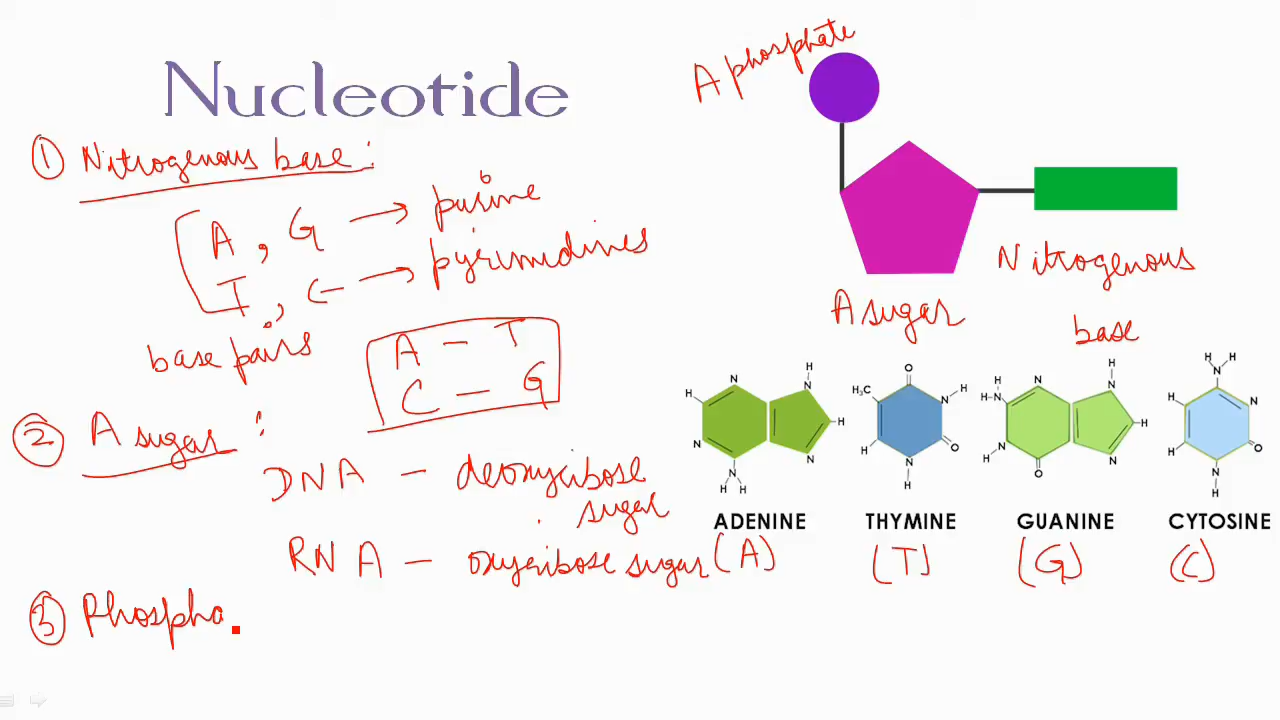 Nucleotide
① Nitrogenous base:
A, G → purine
T, C → pyrimidines
base pairs
A – T
C – G
② A sugar :
DNA – deoxyribose
sugar
RNA – oxyribose sugar
③ Phospha
A phosphate
A sugar
Nitrogenous
base
N
H
N
N
N
H
N
H
H
H
ADENINE
(A)
O
H₃C
N
H
H
O
N
H
THYMINE
(T)
H
N
N
H-N
H
N
H
O
N
H
GUANINE
(G)
H
H
N
H
N
H
O
N
H
CYTOSINE
(C)